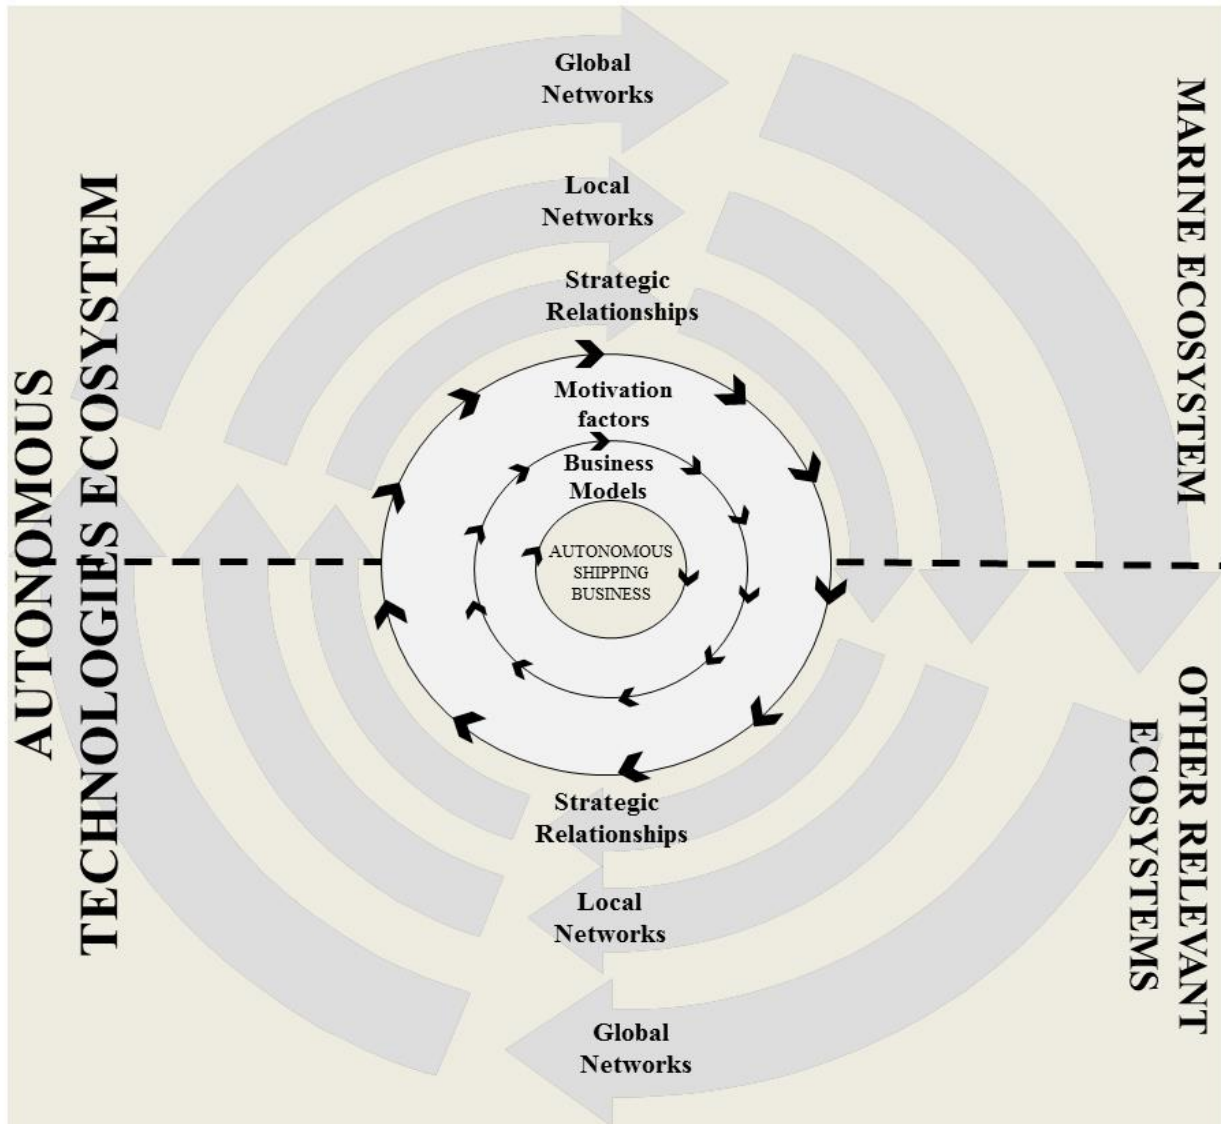 Global
Networks
Local
Networks
Strategic
Relationships
Motivation
factors
Business
Models
AUTONOMOUS
SHIPPING
BUSINESS
Strategic
Relationships
Local
Networks
Global
Networks
AUTONOMOUS
TECHNOLOGIES ECOSYSTEM
MARINE ECOSYSTEM
OTHER RELEVANT
ECOSYSTEMS